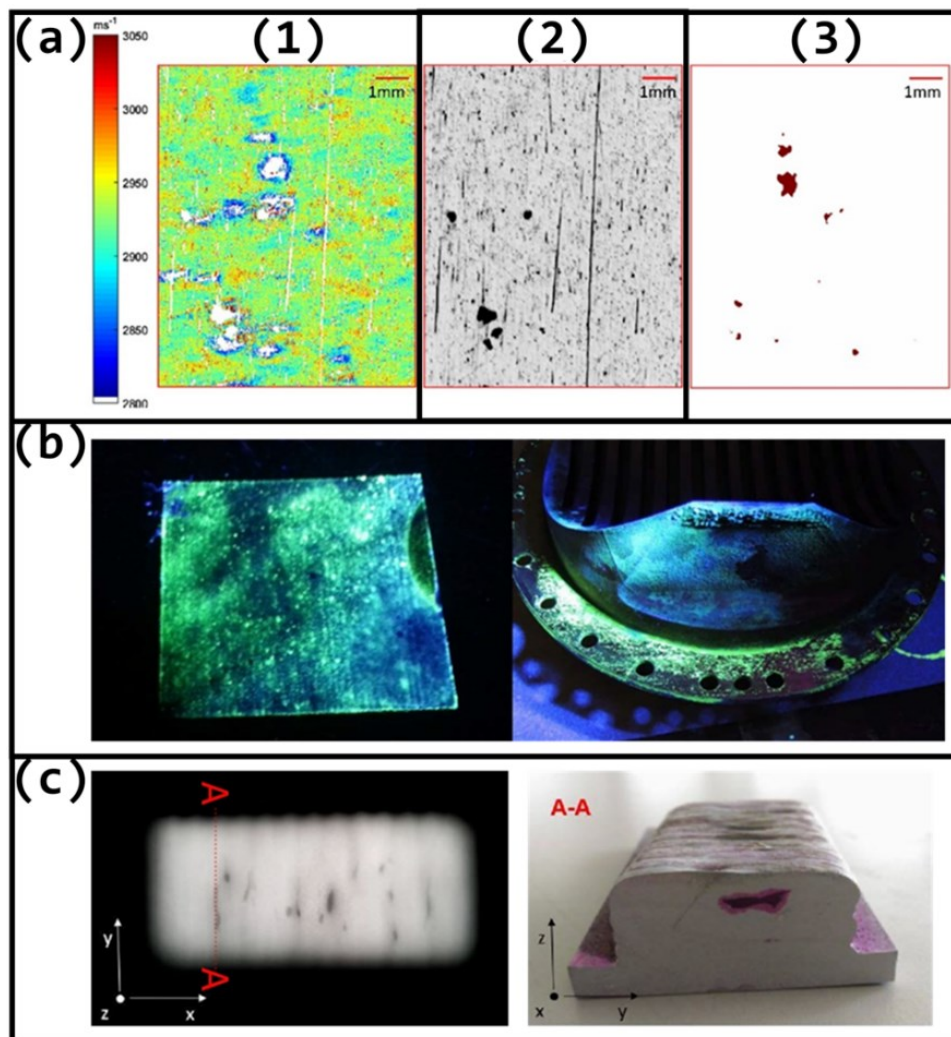 (a)
(1)
(2)
(3)
ms⁻¹
3050
3000
2950
2900
2850
2800
1mm
1mm
1mm
(b)
(c)
A
A
y
z
x
A-A
z
x
y